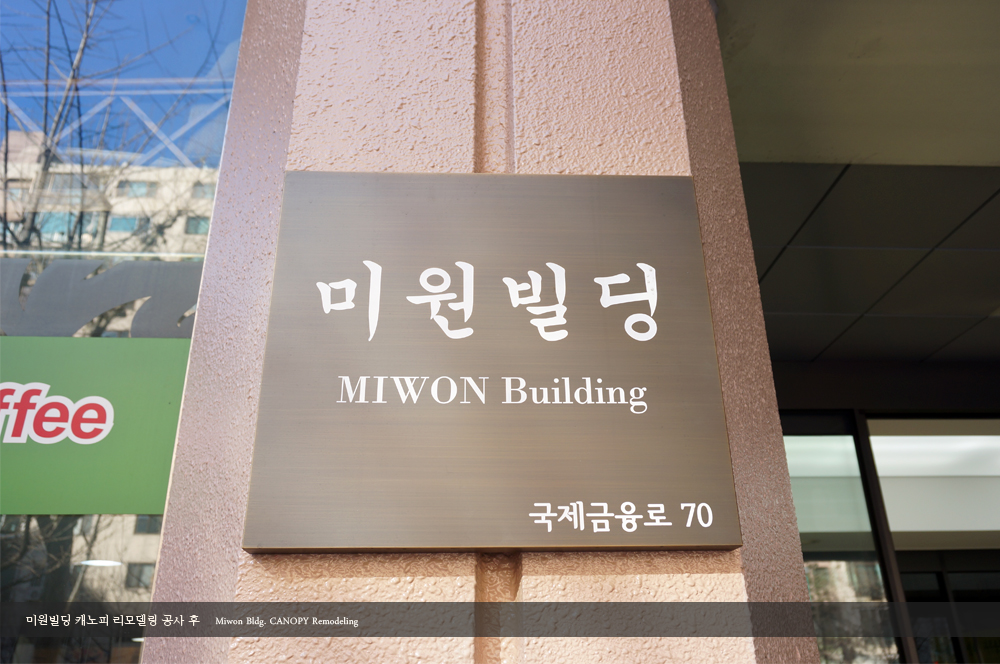 미원빌딩
MIWON Building
국제금융로 70
ffee
미원빌딩 캐노피 리모델링 공사 후 Miwon Bldg. CANOPY Remodeling